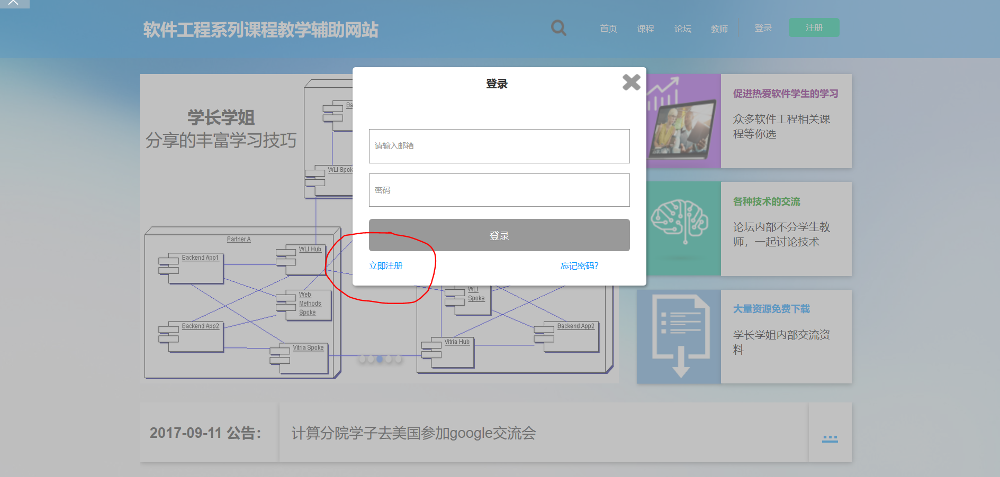 软件工程系列课程教学辅助网站
首页 课程 论坛 教师 登录 注册
学长学姐
分享的丰富学习技巧
Ba
WLI Spok
Partner A
Backend App1
WLI Hub
Web
Methods
Spoke
Backend App2
Vitria Spoke
登录
请输入邮箱
密码
登录
立即注册 忘记密码?
WLI
Spoke
Backend App2
Vitria Hub
促进热爱软件学生的学习
众多软件工程相关课
程等你选
各种技术的交流
论坛内部不分学生教
师，一起讨论技术
大量资源免费下载
学长学姐内部交流资
料
2017-09-11 公告： 计算分院学子去美国参加google交流会 ...